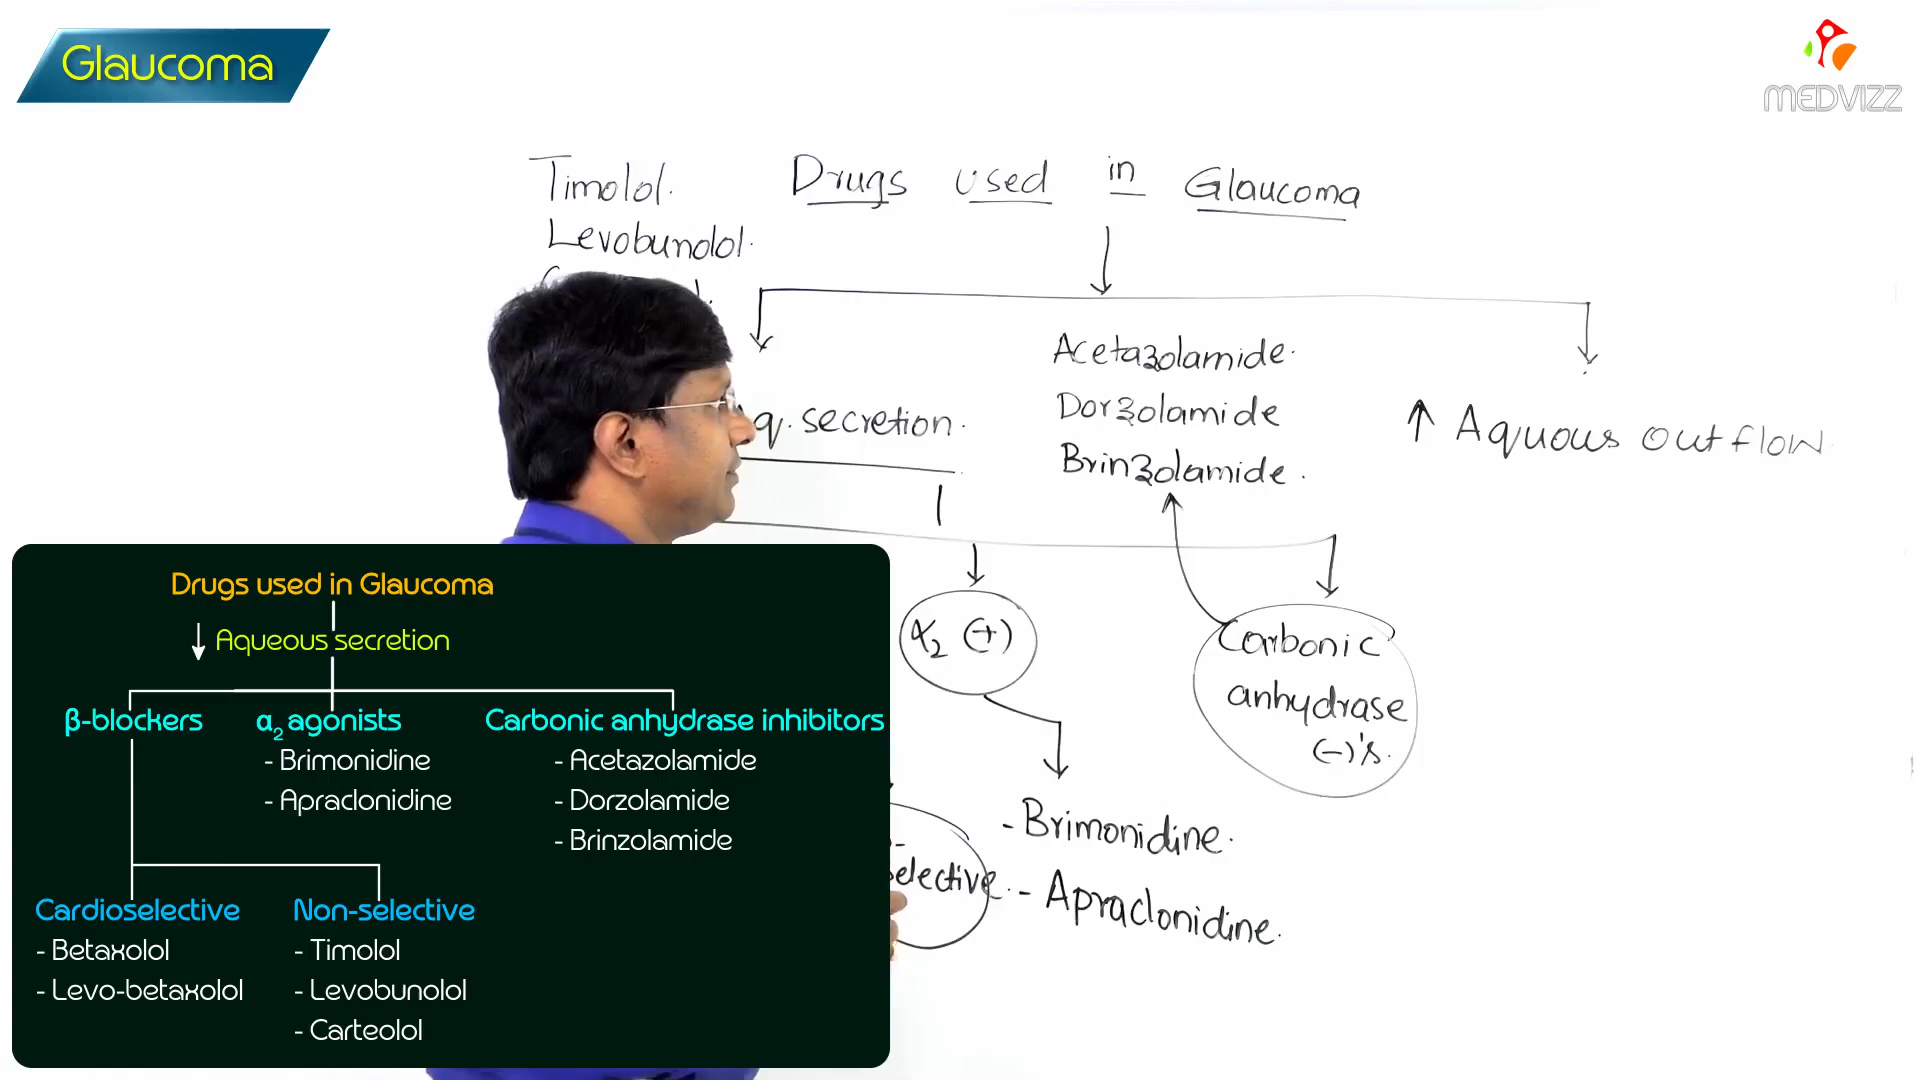 Glaucoma
MEDVIZZ
Timolol.
Levobunolol.
Drugs used in Glaucoma
Acetazolamide.
Dorzolamide
Brinzolamide.
q. secretion.
↑ Aquous outflow
α2 (+)
Carbonic
anhydrase
(-)'s.
elective.
- Brimonidine.
- Apraclonidine.
Drugs used in Glaucoma
↓ Aqueous secretion
β-blockers
α2 agonists
- Brimonidine
- Apraclonidine
Carbonic anhydrase inhibitors
- Acetazolamide
- Dorzolamide
- Brinzolamide
Cardioselective
- Betaxolol
- Levo-betaxolol
Non-selective
- Timolol
- Levobunolol
- Carteolol